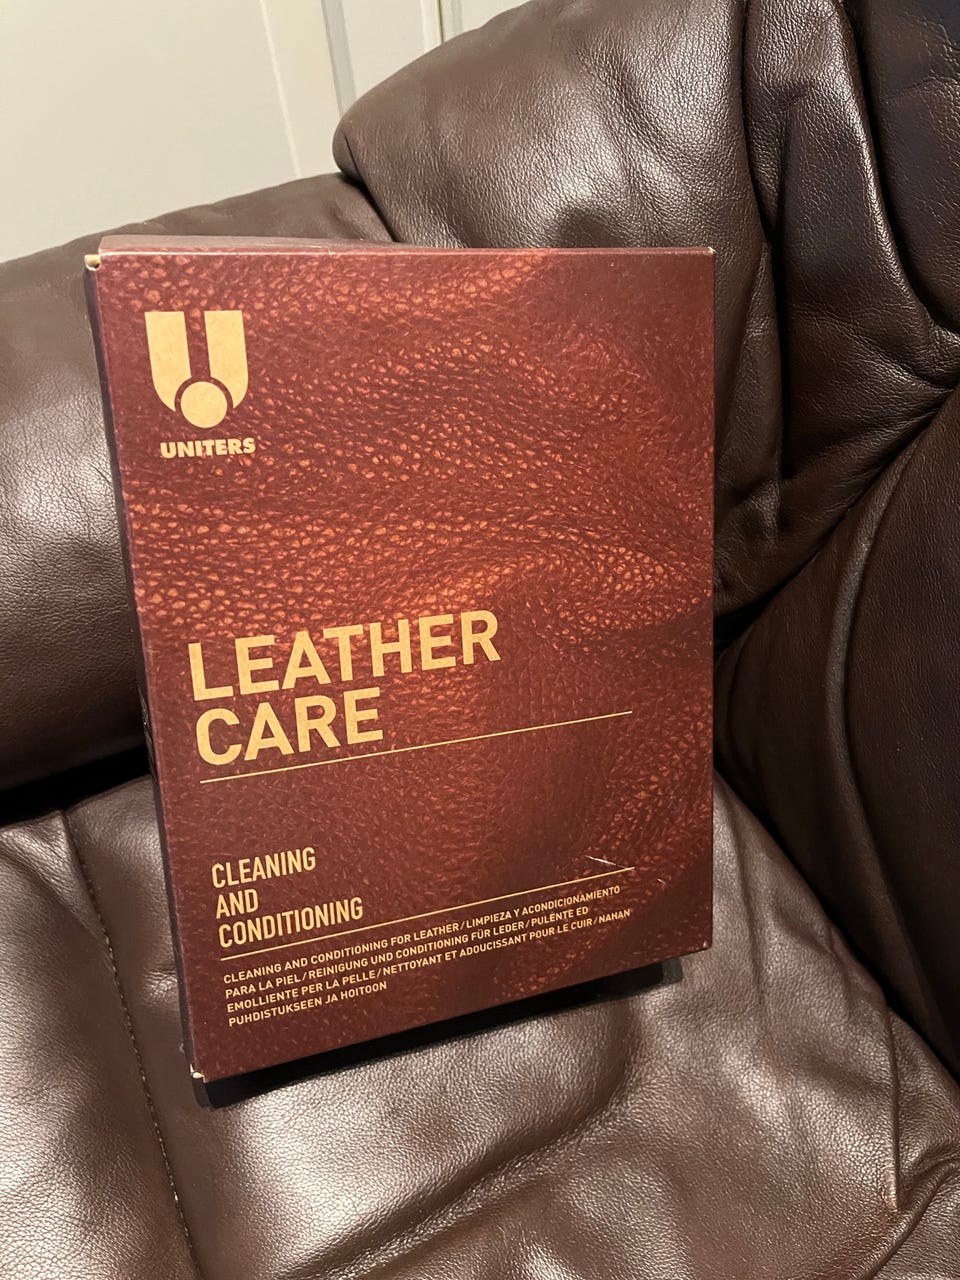 UNITERS
LEATHER
CARE
CLEANING
AND
CONDITIONING
CLEANING AND CONDITIONING FOR LEATHER / LIMPIEZA Y ACONDICIONAMIENTO
PARA LA PIEL / REINIGUNG UND CONDITIONING FÜR LEDER / PULENTE ED
EMOLLIENTE PER LA PELLE / NETTOYANT ET ADOUCISSANT POUR LE CUIR / NAHAN
PUHDISTUKSEEN JA HOITOON